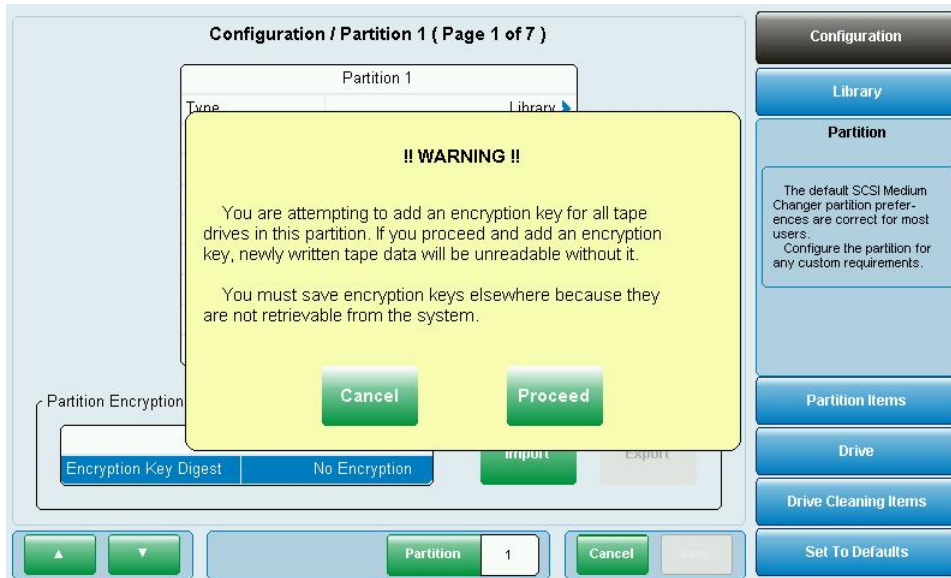 Configuration / Partition 1 ( Page 1 of 7 )
Partition 1
Type Library
!! WARNING !!
You are attempting to add an encryption key for all tape
drives in this partition. If you proceed and add an encryption
key, newly written tape data will be unreadable without it.
You must save encryption keys elsewhere because they
are not retrievable from the system.
Cancel Proceed
Partition Encryption
Encryption Key Digest No Encryption
Import Export
▲ ▼ Partition 1 Cancel Save
Configuration
Library
Partition
The default SCSI Medium
Changer partition prefer-
ences are correct for most
users.
Configure the partition for
any custom requirements.
Partition Items
Drive
Drive Cleaning Items
Set To Defaults